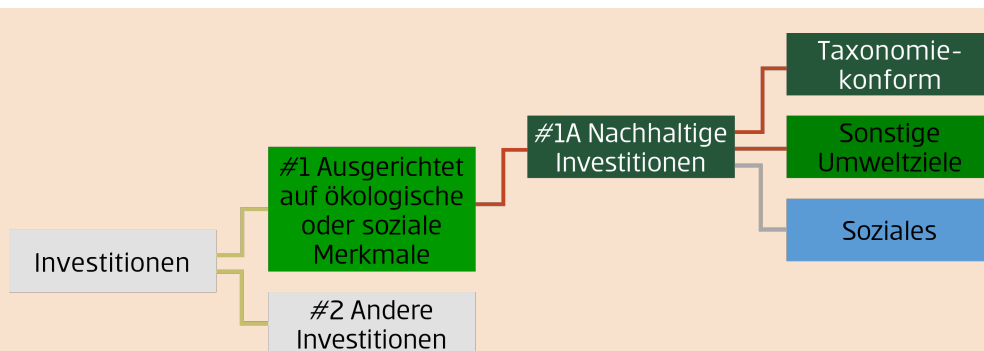 Taxonomie-
konform
#1A Nachhaltige
Investitionen
Sonstige
Umweltziele
#1 Ausgerichtet
auf ökologische
oder soziale
Merkmale
Soziales
Investitionen
#2 Andere
Investitionen